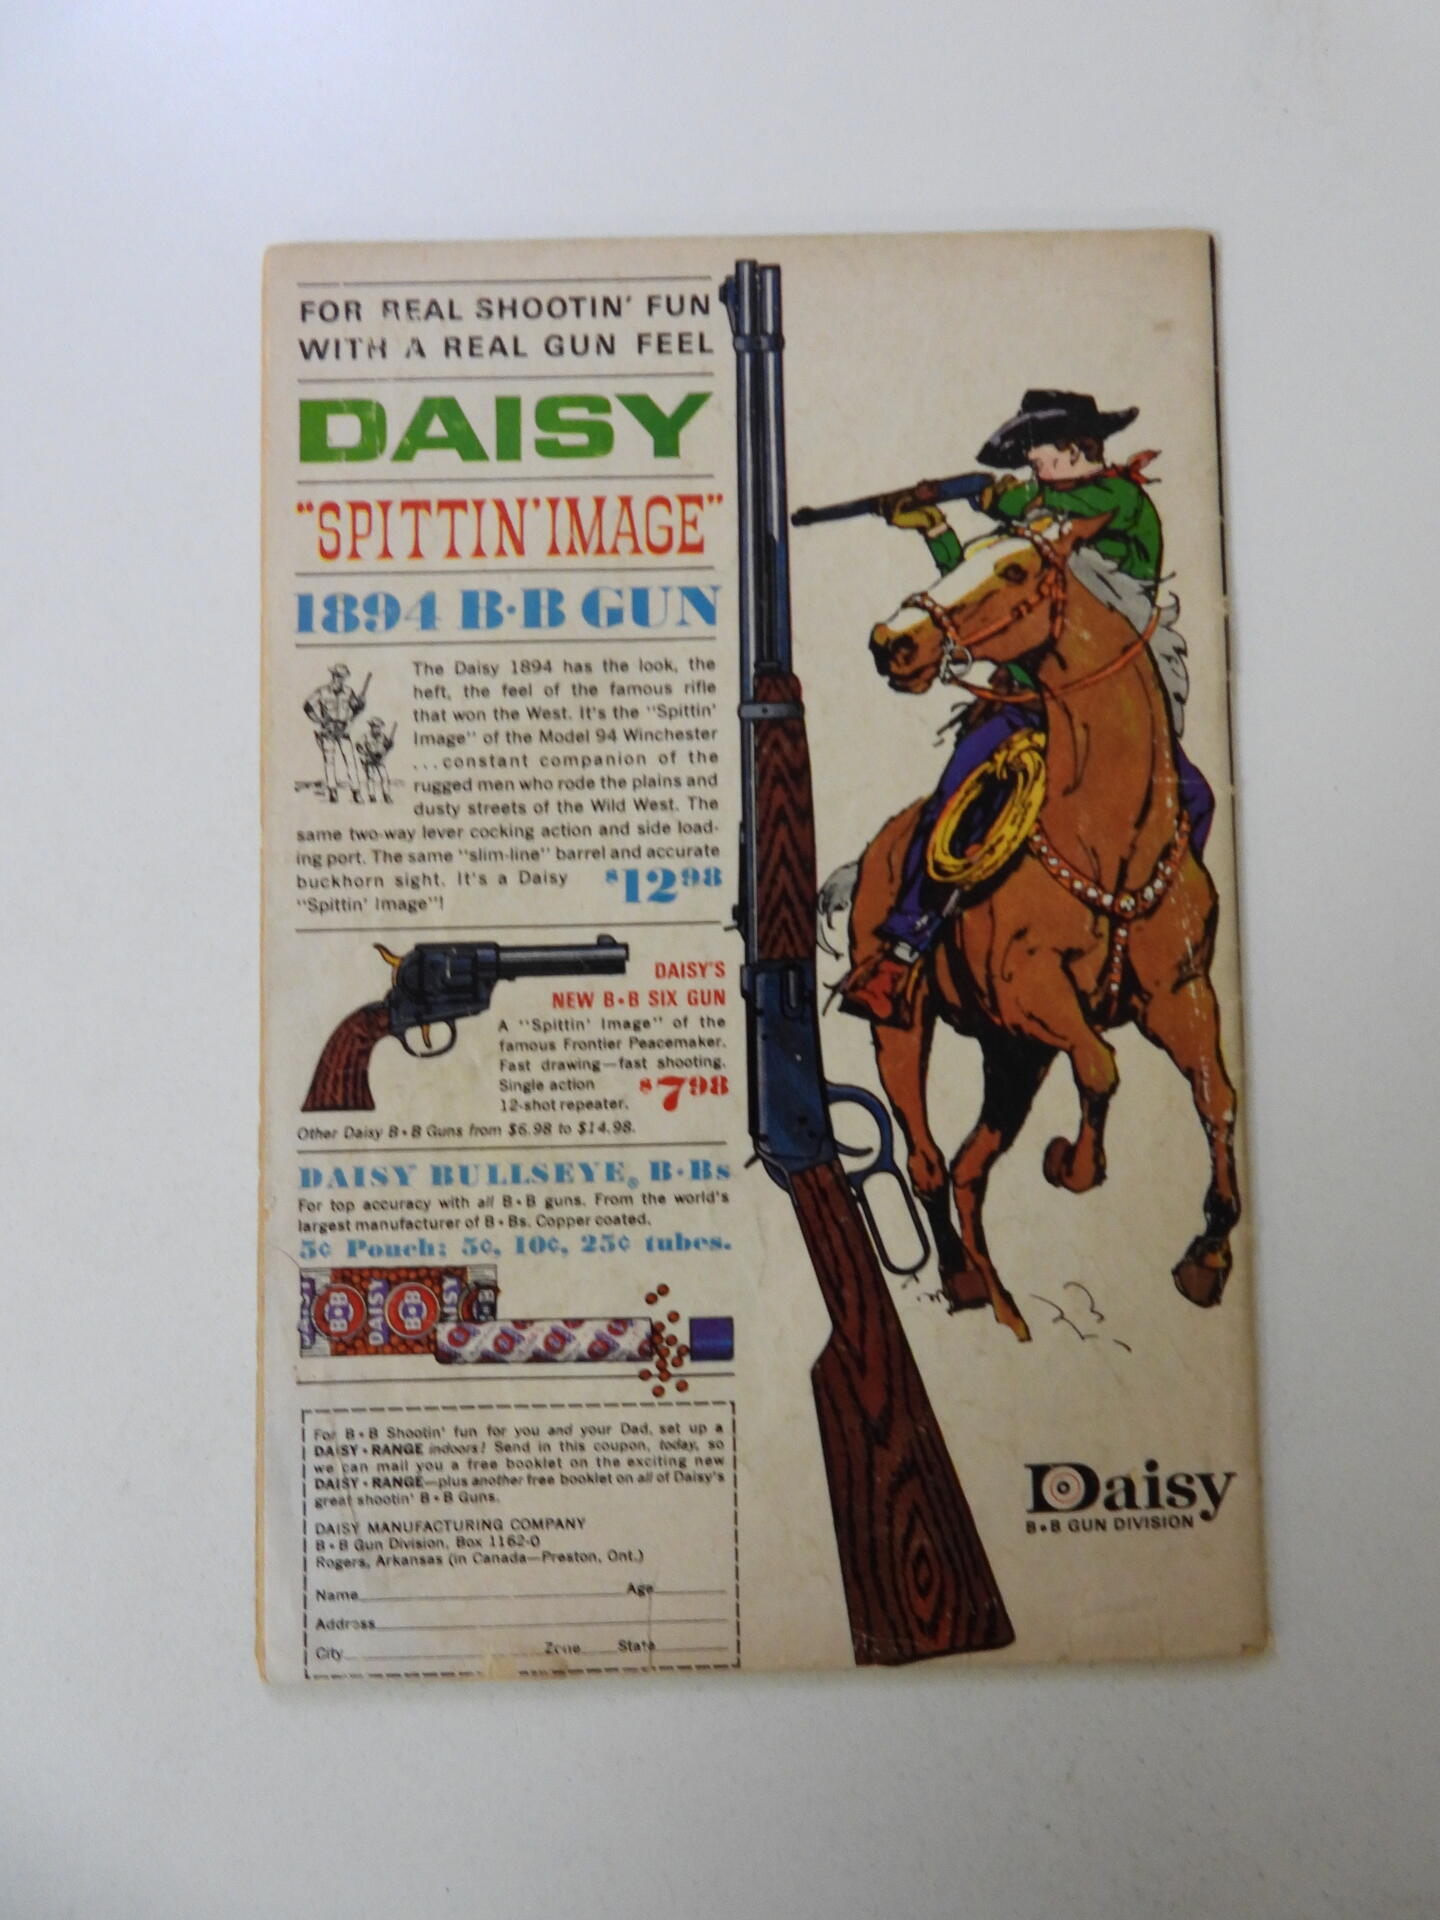 FOR REAL SHOOTIN' FUN
WITH A REAL GUN FEEL
DAISY
"SPITTIN' IMAGE"
1894 B·B GUN
The Daisy 1894 has the look, the
heft, the feel of the famous rifle
that won the West. It's the "Spittin'
Image" of the Model 94 Winchester
...constant companion of the
rugged men who rode the plains and
dusty streets of the Wild West. The
same two-way lever cocking action and side load-
ing port. The same "slim-line" barrel and accurate
buckhorn sight. It's a Daisy
"Spittin' Image"!
$12.98
DAISY'S
NEW B•B SIX GUN
A "Spittin' Image" of the
famous Frontier Peacemaker.
Fast drawing—fast shooting.
Single action
12-shot repeater.
$7.98
Other Daisy B•B Guns from $6.98 to $14.98.
DAISY BULLSEYE® B·Bs
For top accuracy with all B•B guns. From the world's
largest manufacturer of B•Bs. Copper coated.
5¢ Pouch; 5¢, 10¢, 25¢ tubes.
DAISY
B·B
DAISY
B·B
For B•B Shootin' fun for you and your Dad, set up a
DAISY•RANGE indoors! Send in this coupon, today, so
we can mail you a free booklet on the exciting new
DAISY•RANGE—plus another free booklet on all of Daisy's
great shootin' B•B Guns.
DAISY MANUFACTURING COMPANY
B•B Gun Division, Box 1162-O
Rogers, Arkansas (in Canada—Preston, Ont.)
Name Age
Address
City Zone State
Daisy
B•B GUN DIVISION